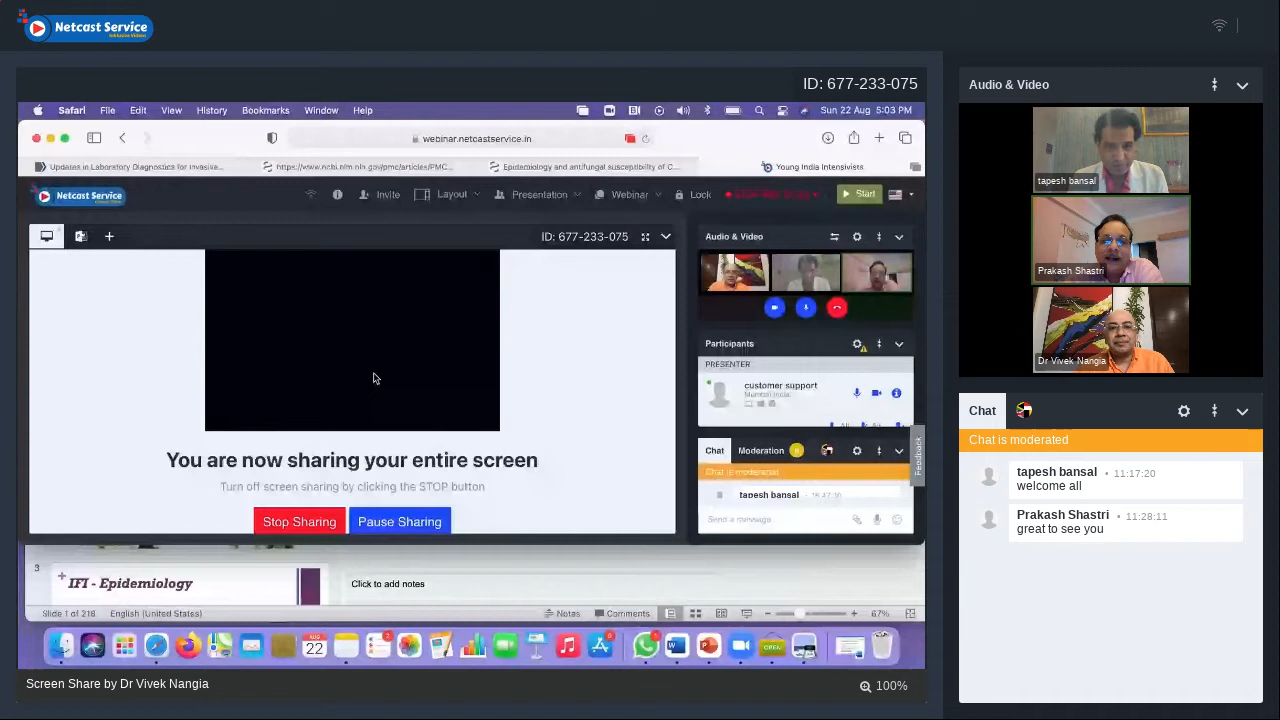 Netcast Service
ID: 677-233-075
Safari File Edit View History Bookmarks Window Help
Sun 22 Aug 5:03 PM
webinar.netcastservice.in
Updates in Laboratory Diagnostics for Invasive...
https://www.ncbi.nlm.nih.gov/pmc/articles/PMC...
Epidemiology and antifungal susceptibility of C...
Young India Intensivists
Netcast Service
Invite Layout Presentation Webinar Lock
Start
ID: 677-233-075
You are now sharing your entire screen
Turn off screen sharing by clicking the STOP button
Stop Sharing Pause Sharing
Audio & Video
Participants
PRESENTER
customer support
Chat Moderation
Chat is moderated
tapesh bansal
Send a message
Feedback
3
IFI - Epidemiology
Click to add notes
Slide 1 of 218 English (United States)
Notes Comments
67%
AUG
22
Screen Share by Dr Vivek Nangia
100%
Audio & Video
tapesh bansal
Prakash Shastri
Dr Vivek Nangia
Chat
Chat is moderated
tapesh bansal • 11:17:20
welcome all
Prakash Shastri • 11:28:11
great to see you